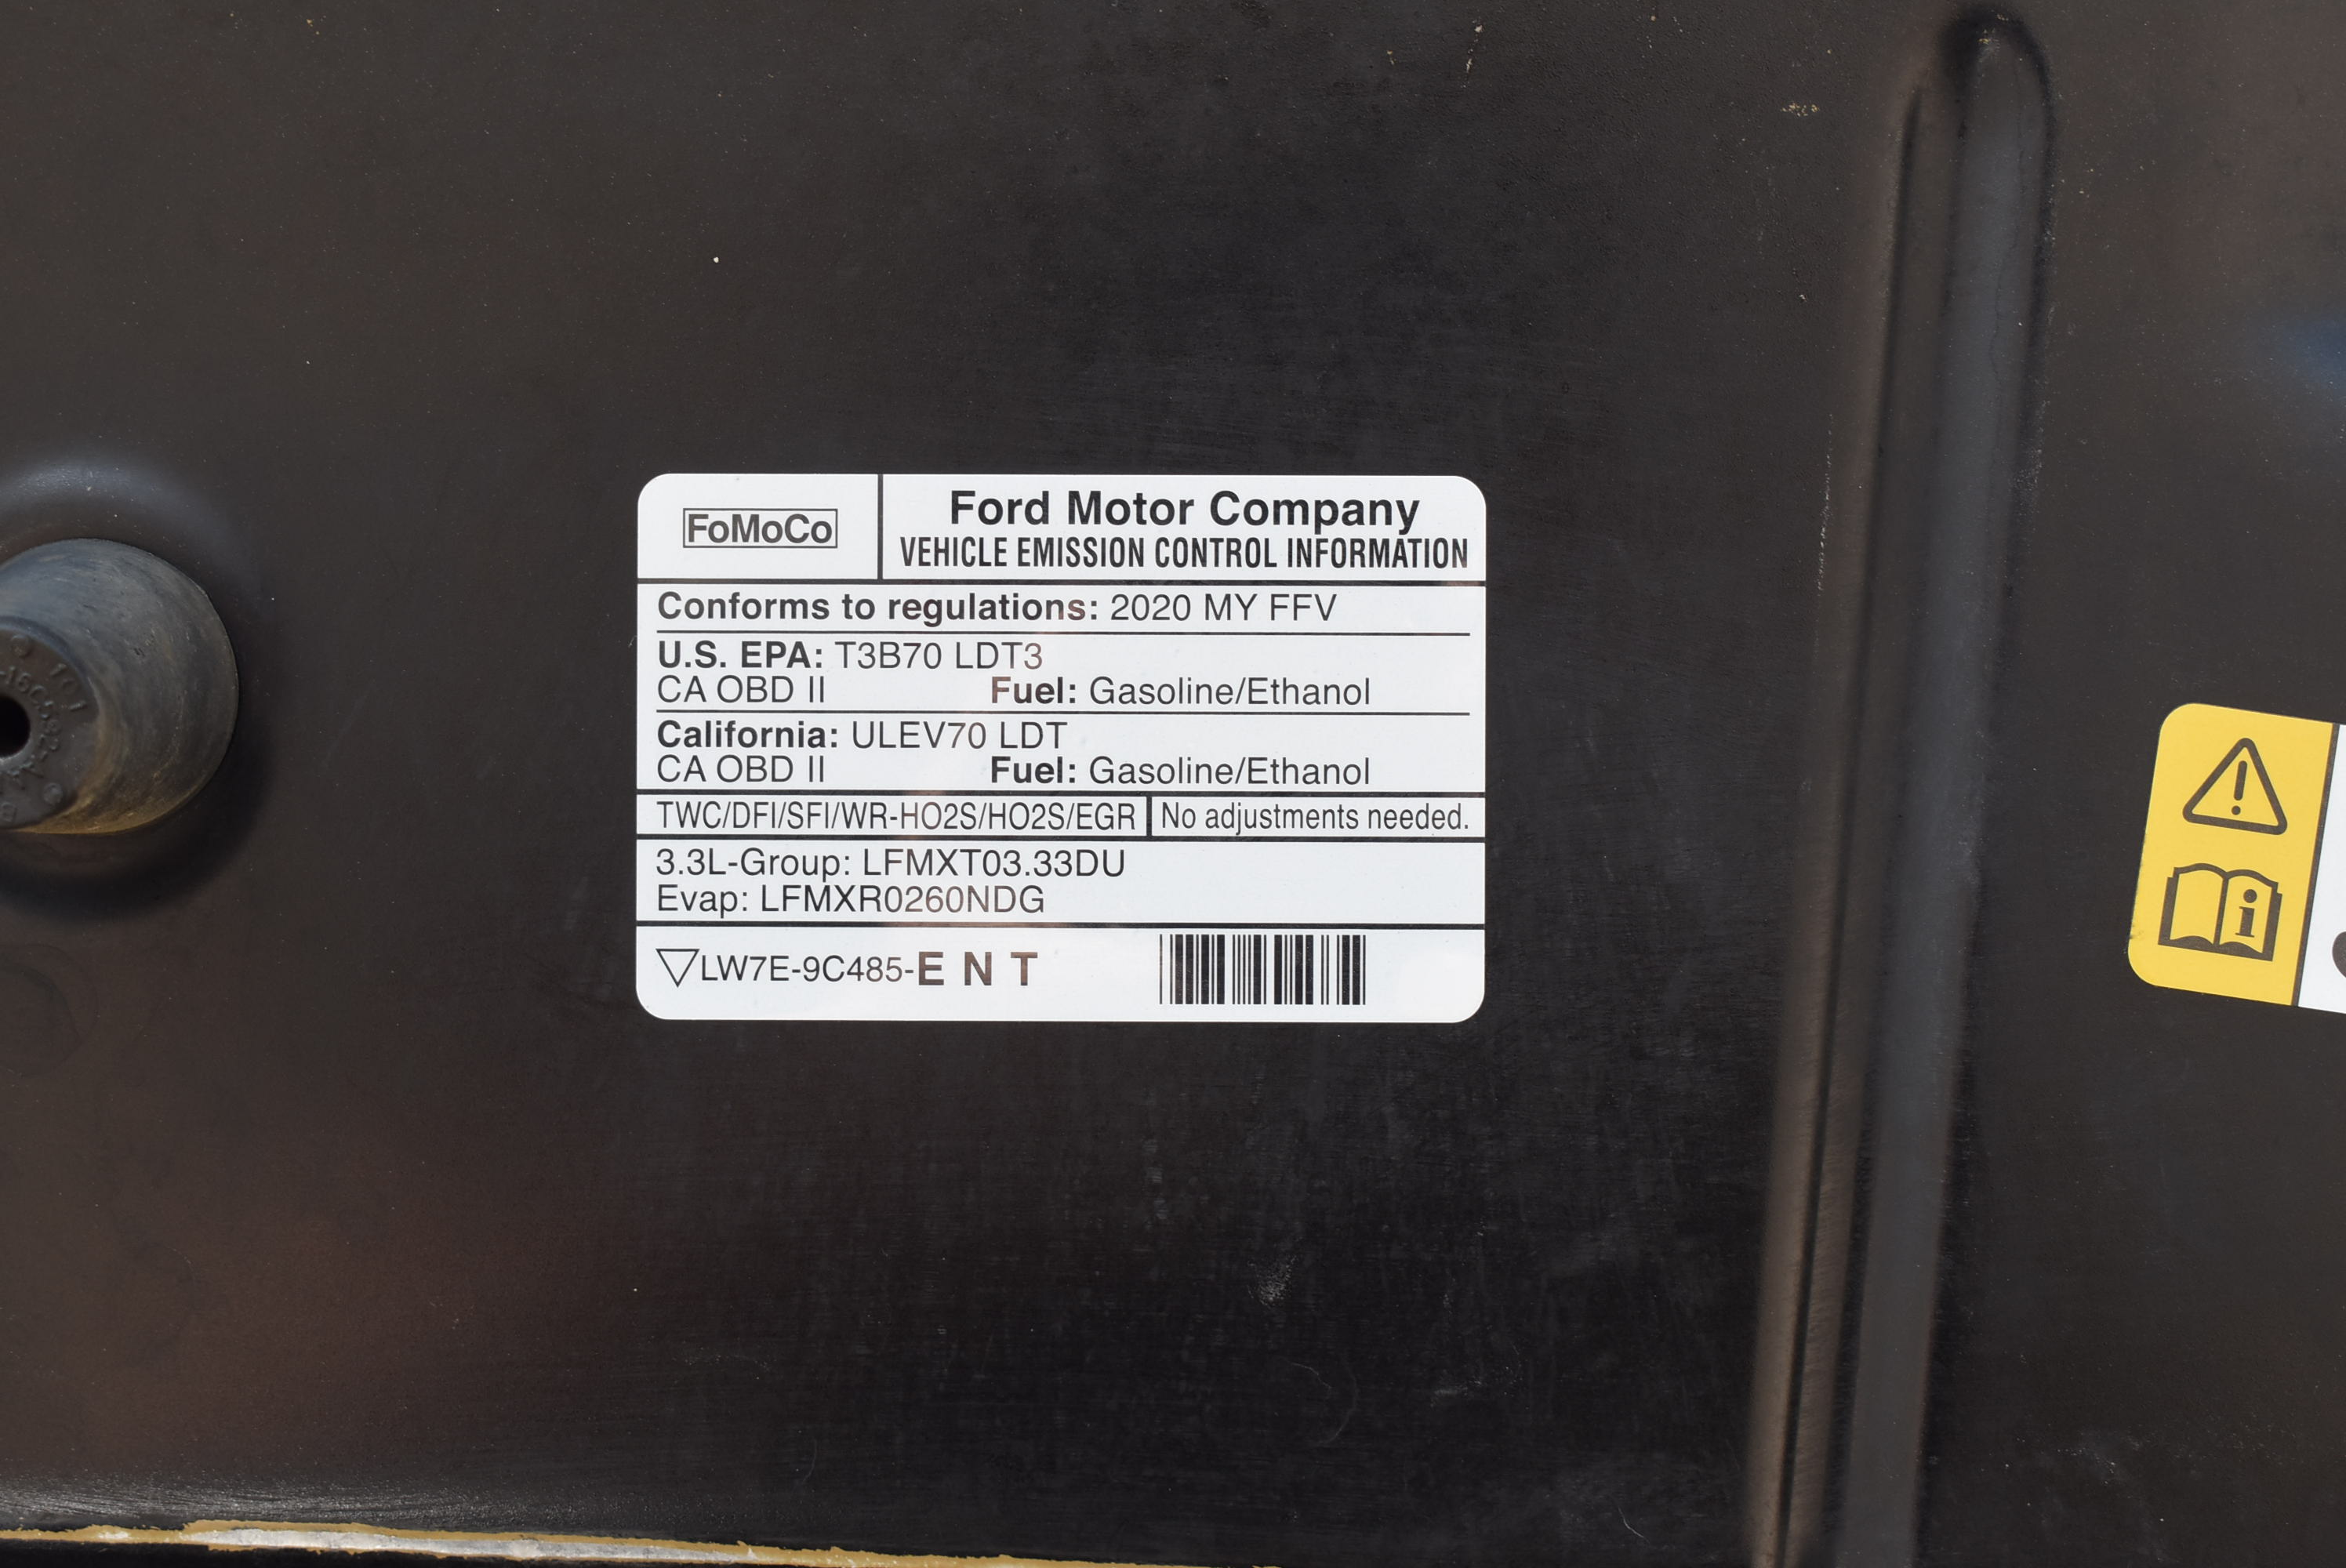 FoMoCo
Ford Motor Company
VEHICLE EMISSION CONTROL INFORMATION
Conforms to regulations: 2020 MY FFV
U.S. EPA: T3B70 LDT3
CA OBD II Fuel: Gasoline/Ethanol
California: ULEV70 LDT
CA OBD II Fuel: Gasoline/Ethanol
TWC/DFI/SFI/WR-HO2S/HO2S/EGR No adjustments needed.
3.3L-Group: LFMXT03.33DU
Evap: LFMXR0260NDG
LW7E-9C485-E N T